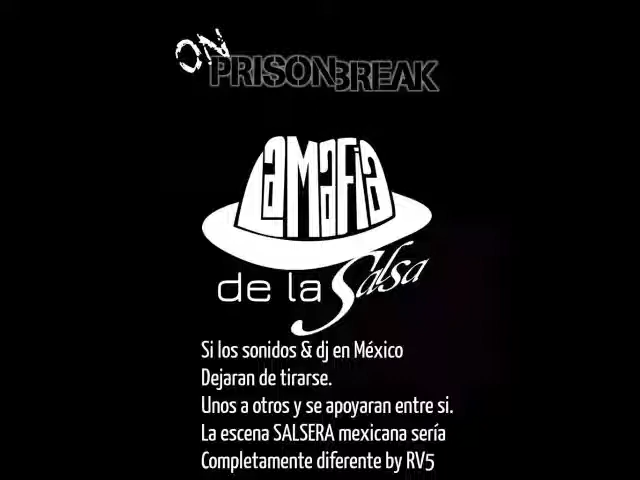 ON
PRISON BREAK
La Mafia
de la Salsa
Si los sonidos & dj en México
Dejaran de tirarse.
Unos a otros y se apoyaran entre si.
La escena SALSERA mexicana sería
Completamente diferente by RV5